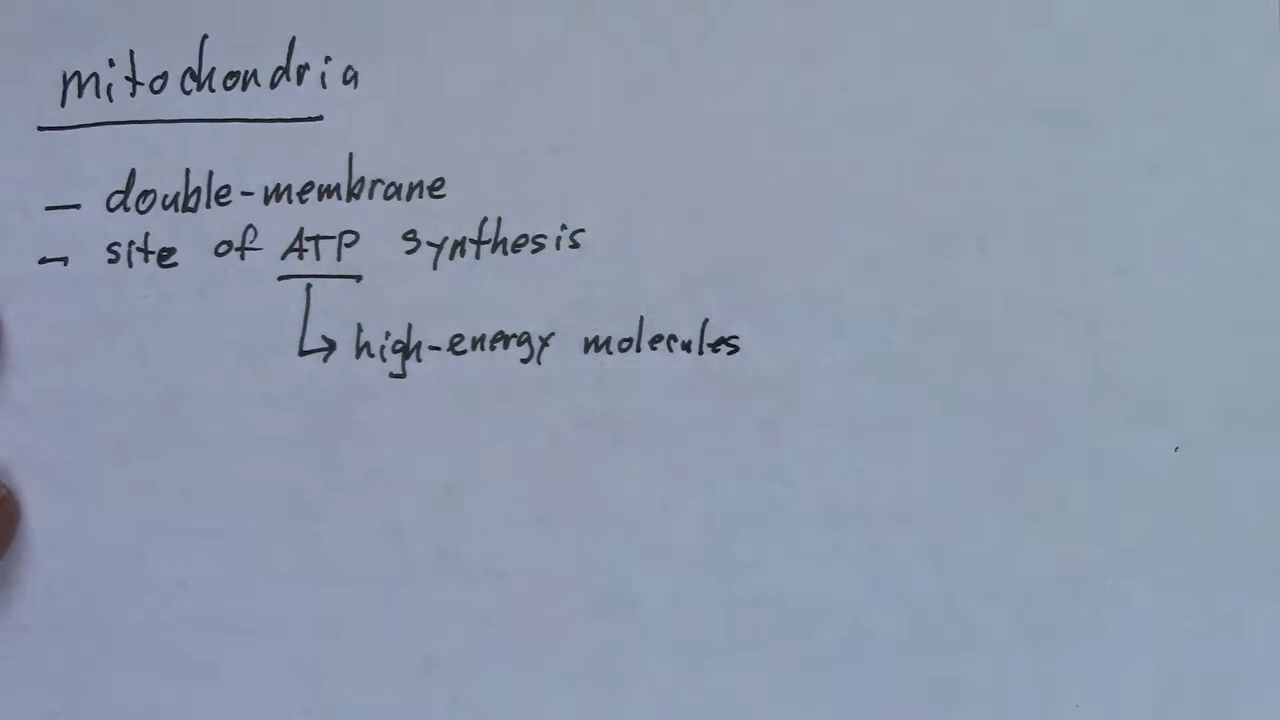 mitochondria
- double-membrane
- site of ATP synthesis
↳ high-energy molecules